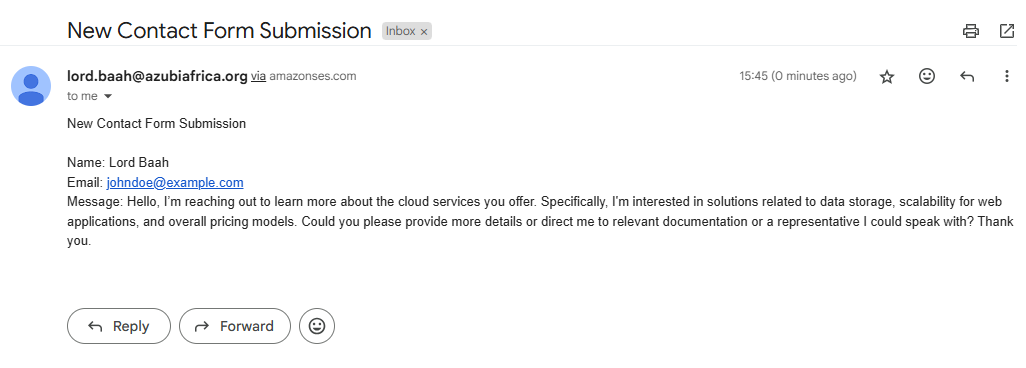 New Contact Form Submission Inbox ×
lord.baah@azubiafrica.org via amazonses.com 15:45 (0 minutes ago)
to me
New Contact Form Submission
Name: Lord Baah
Email: johndoe@example.com
Message: Hello, I'm reaching out to learn more about the cloud services you offer. Specifically, I'm interested in solutions related to data storage, scalability for web
applications, and overall pricing models. Could you please provide more details or direct me to relevant documentation or a representative I could speak with? Thank
you.
Reply Forward